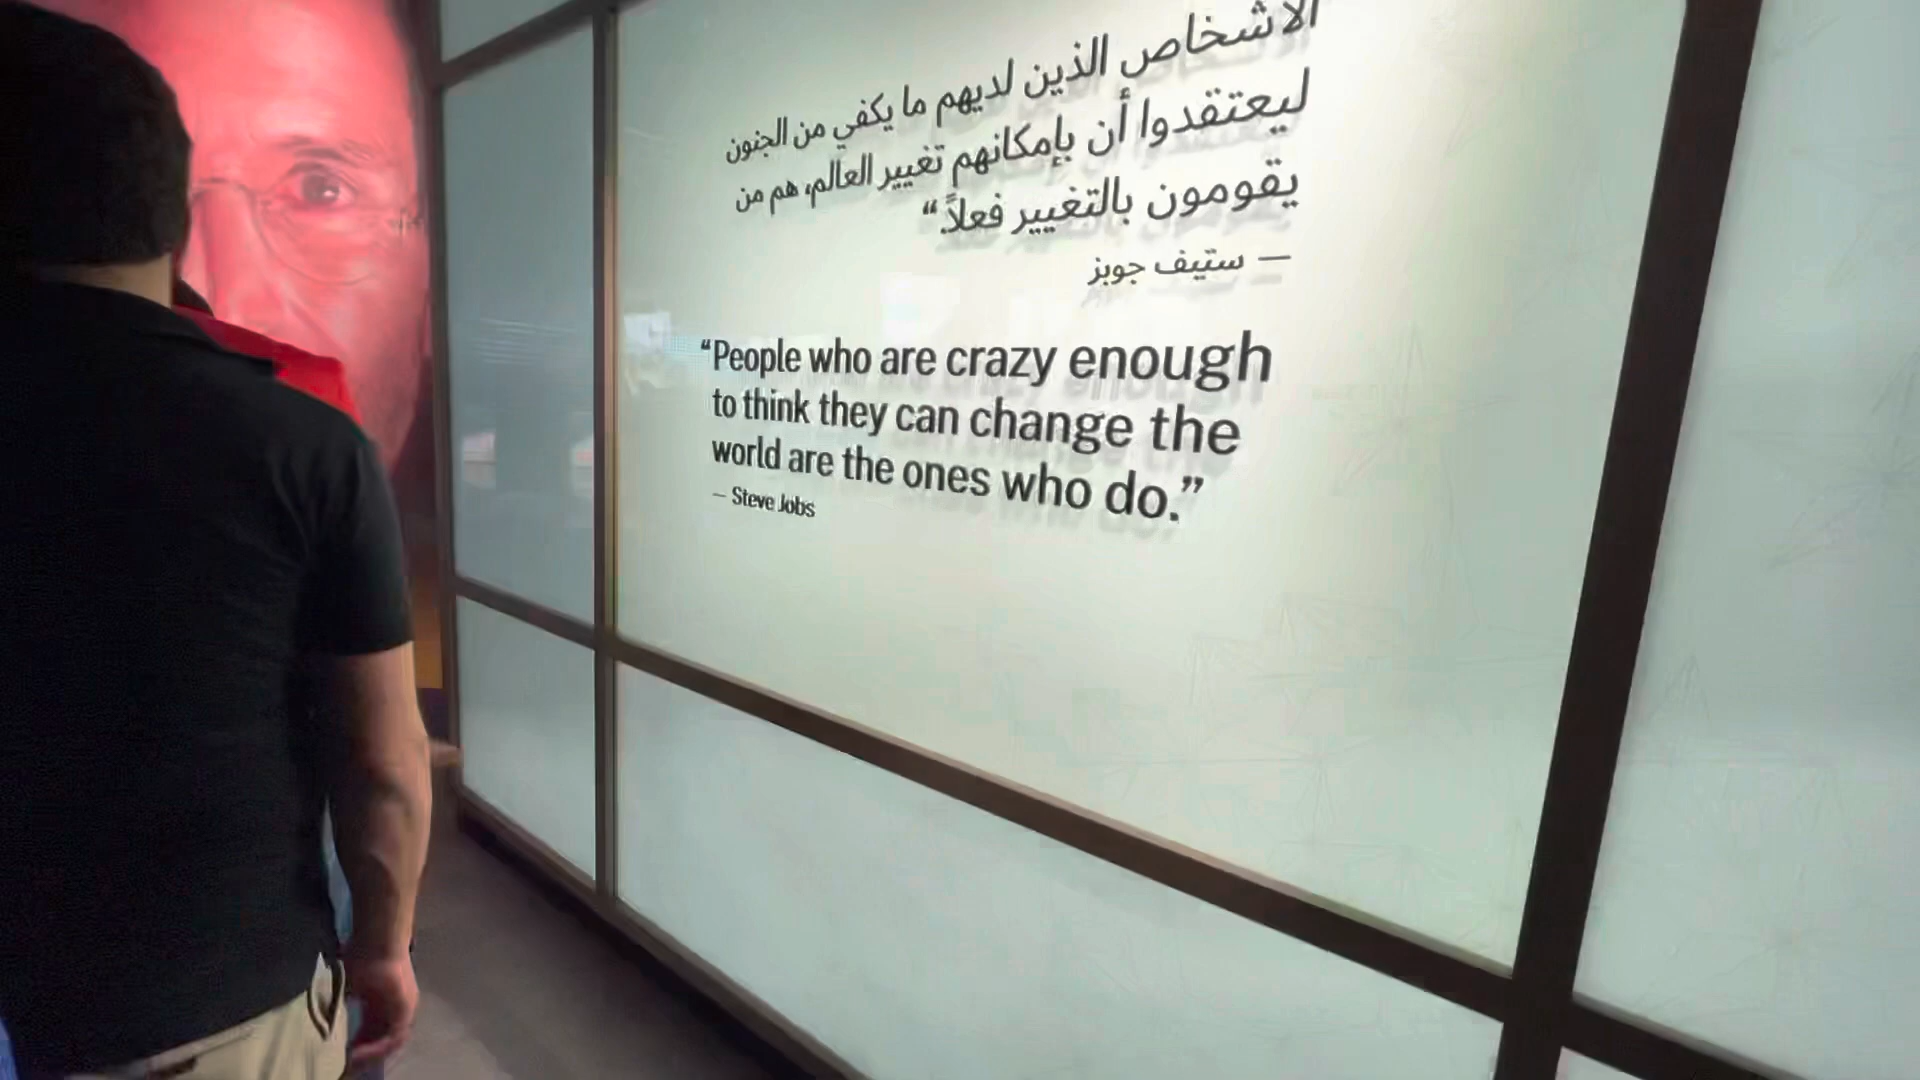 الأشخاص الذين لديهم ما يكفي من الجنون
ليعتقدوا أن بإمكانهم تغيير العالم، هم من
يقومون بالتغيير فعلاً.“
— ستيف جوبز
“People who are crazy enough
to think they can change the
world are the ones who do.”
— Steve Jobs